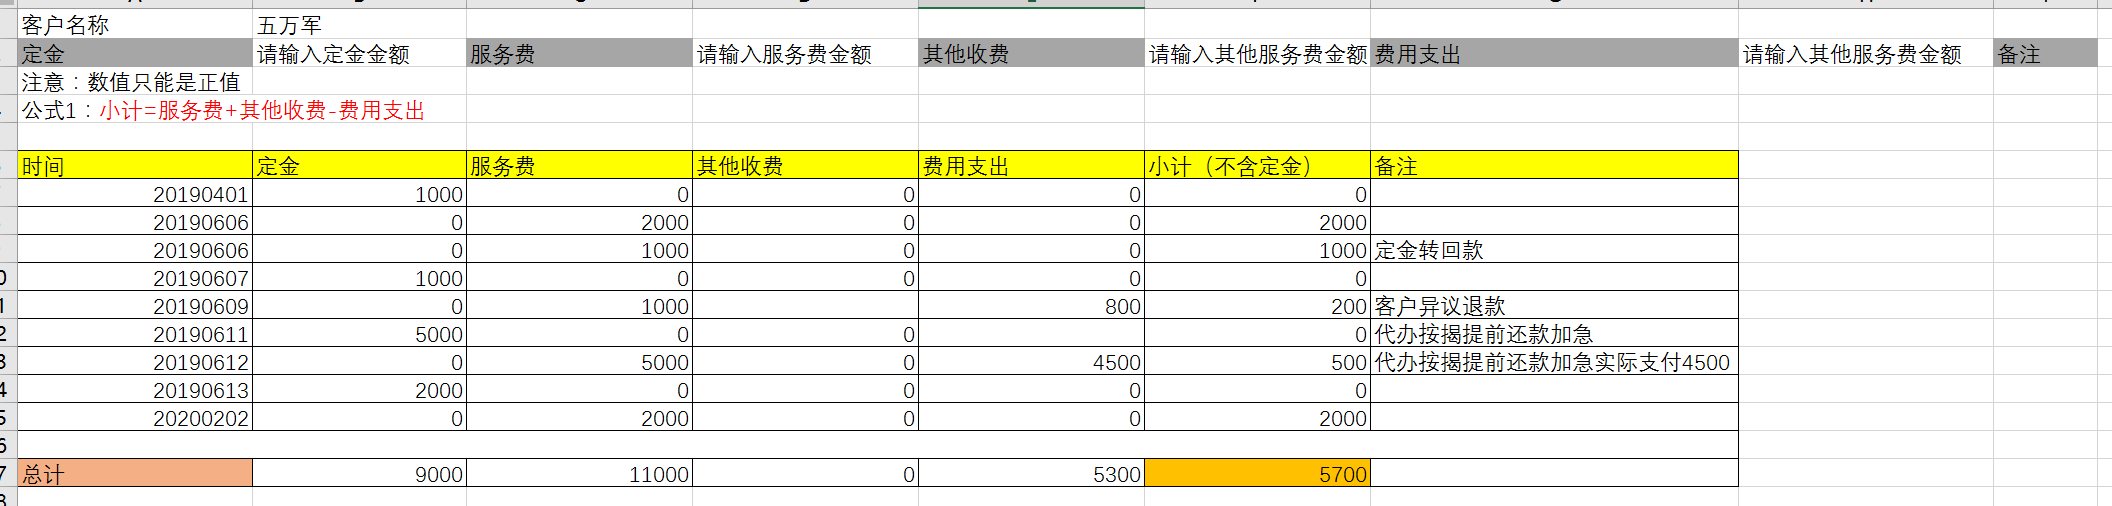 客户名称 五万军
定金 请输入定金金额 服务费 请输入服务费金额 其他收费 请输入其他服务费金额 费用支出 请输入其他服务费金额 备注
注意：数值只能是正值
公式1：小计=服务费+其他收费-费用支出
时间 定金 服务费 其他收费 费用支出 小计（不含定金） 备注
20190401 1000 0 0 0 0
20190606 0 2000 0 0 2000
20190606 0 1000 0 0 1000 定金转回款
20190607 1000 0 0 0 0
20190609 0 1000 800 200 客户异议退款
20190611 5000 0 0 0 代办按揭提前还款加急
20190612 0 5000 0 4500 500 代办按揭提前还款加急实际支付4500
20190613 2000 0 0 0 0
20200202 0 2000 0 0 2000
总计 9000 11000 0 5300 5700